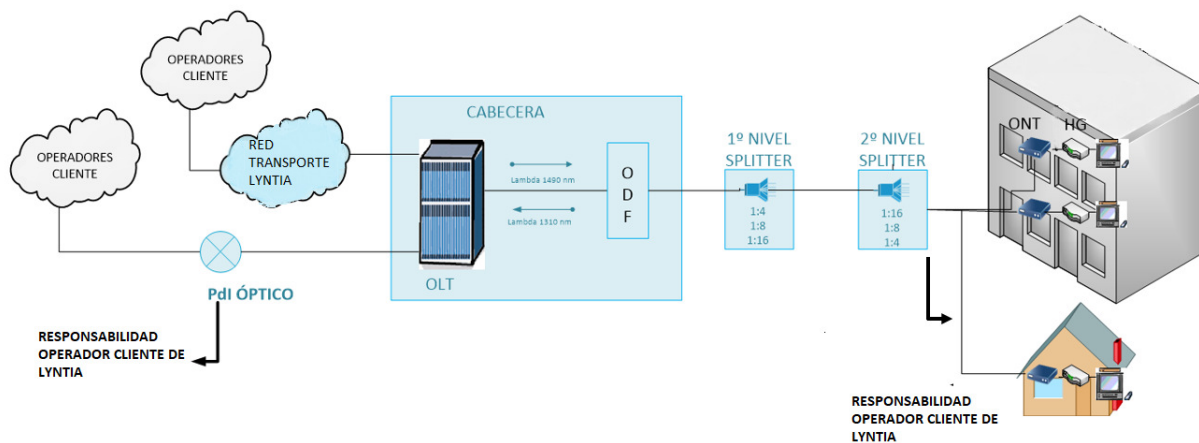 OPERADORES
CLIENTE
OPERADORES
CLIENTE
RED
TRANSPORTE
LYNTIA
PdI ÓPTICO
RESPONSABILIDAD
OPERADOR CLIENTE DE
LYNTIA
CABECERA
OLT
Lambda 1490 nm
Lambda 1310 nm
O
D
F
1º NIVEL
SPLITTER
1:4
1:8
1:16
2º NIVEL
SPLITTER
1:16
1:8
1:4
ONT
HG
RESPONSABILIDAD
OPERADOR CLIENTE DE
LYNTIA